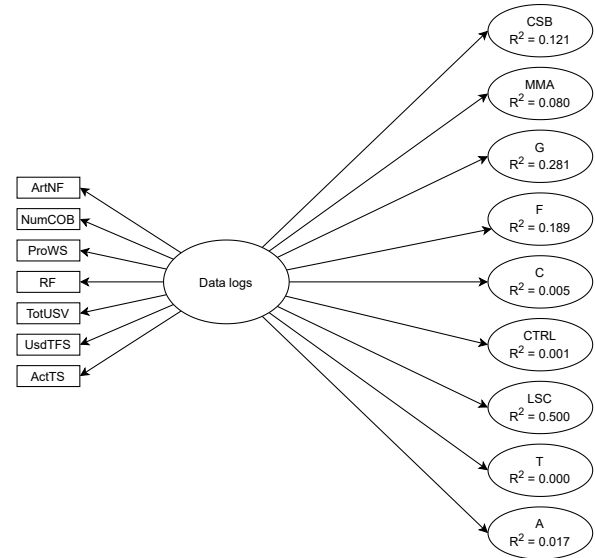 ArtNF
NumCOB
ProWS
RF
TotUSV
UsdTFS
ActTS
Data logs
CSB
R² = 0.121
MMA
R² = 0.080
G
R² = 0.281
F
R² = 0.189
C
R² = 0.005
CTRL
R² = 0.001
LSC
R² = 0.500
T
R² = 0.000
A
R² = 0.017